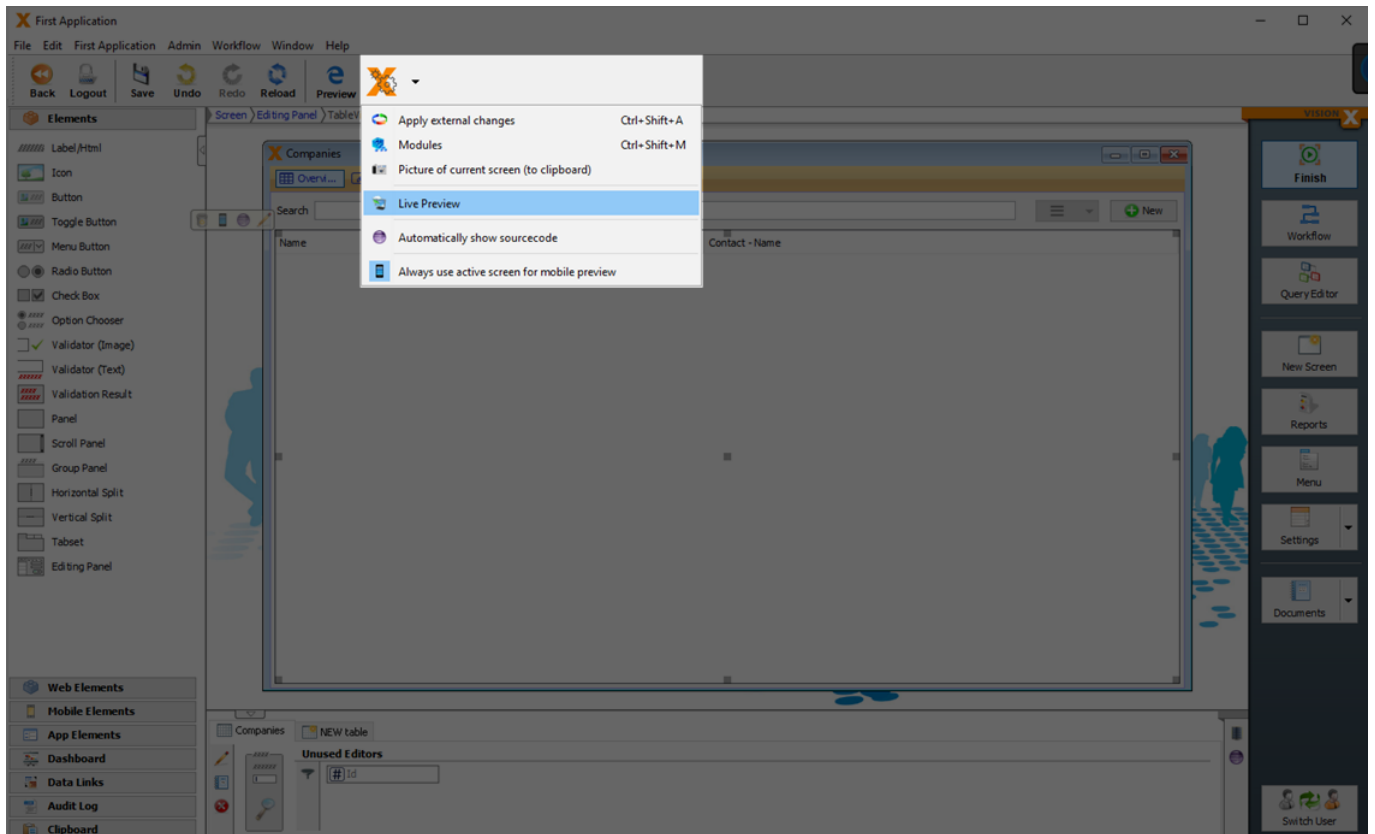 First Application
File Edit First Application Admin Workflow Window Help
Back Logout Save Undo Redo Reload Preview
Elements
Label/Html
Icon
Button
Toggle Button
Menu Button
Radio Button
Check Box
Option Chooser
Validator (Image)
Validator (Text)
Validation Result
Panel
Scroll Panel
Group Panel
Horizontal Split
Vertical Split
Tabset
Editing Panel
Web Elements
Mobile Elements
App Elements
Dashboard
Data Links
Audit Log
Clipboard
Screen Editing Panel TableV
Apply external changes Ctrl+Shift+A
Modules Ctrl+Shift+M
Picture of current screen (to clipboard)
Live Preview
Automatically show sourcecode
Always use active screen for mobile preview
Companies
Overvi...
Search New
Name Contact - Name
Companies NEW table
Unused Editors
# Id
VISION X
Finish
Workflow
Query Editor
New Screen
Reports
Menu
Settings
Documents
Switch User